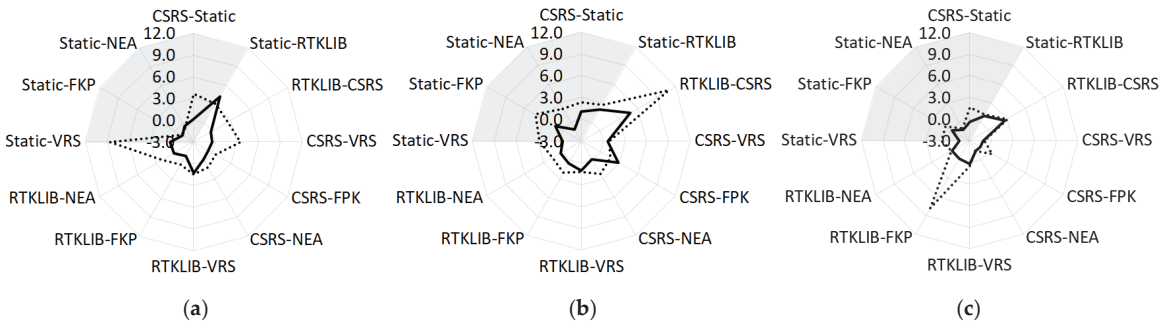 CSRS-Static
12.0
Static-NEA
Static-RTKLIB
9.0
Static-FKP
6.0
RTKLIB-CSRS
3.0
0.0
Static-VRS
-3.0
CSRS-VRS
RTKLIB-NEA
CSRS-FPK
RTKLIB-FKP
CSRS-NEA
RTKLIB-VRS
(a)
CSRS-Static
12.0
Static-NEA
Static-RTKLIB
9.0
Static-FKP
6.0
RTKLIB-CSRS
3.0
0.0
Static-VRS
-3.0
CSRS-VRS
RTKLIB-NEA
CSRS-FPK
RTKLIB-FKP
CSRS-NEA
RTKLIB-VRS
(b)
CSRS-Static
12.0
Static-NEA
Static-RTKLIB
9.0
Static-FKP
6.0
RTKLIB-CSRS
3.0
0.0
Static-VRS
-3.0
CSRS-VRS
RTKLIB-NEA
CSRS-FPK
RTKLIB-FKP
CSRS-NEA
RTKLIB-VRS
(c)